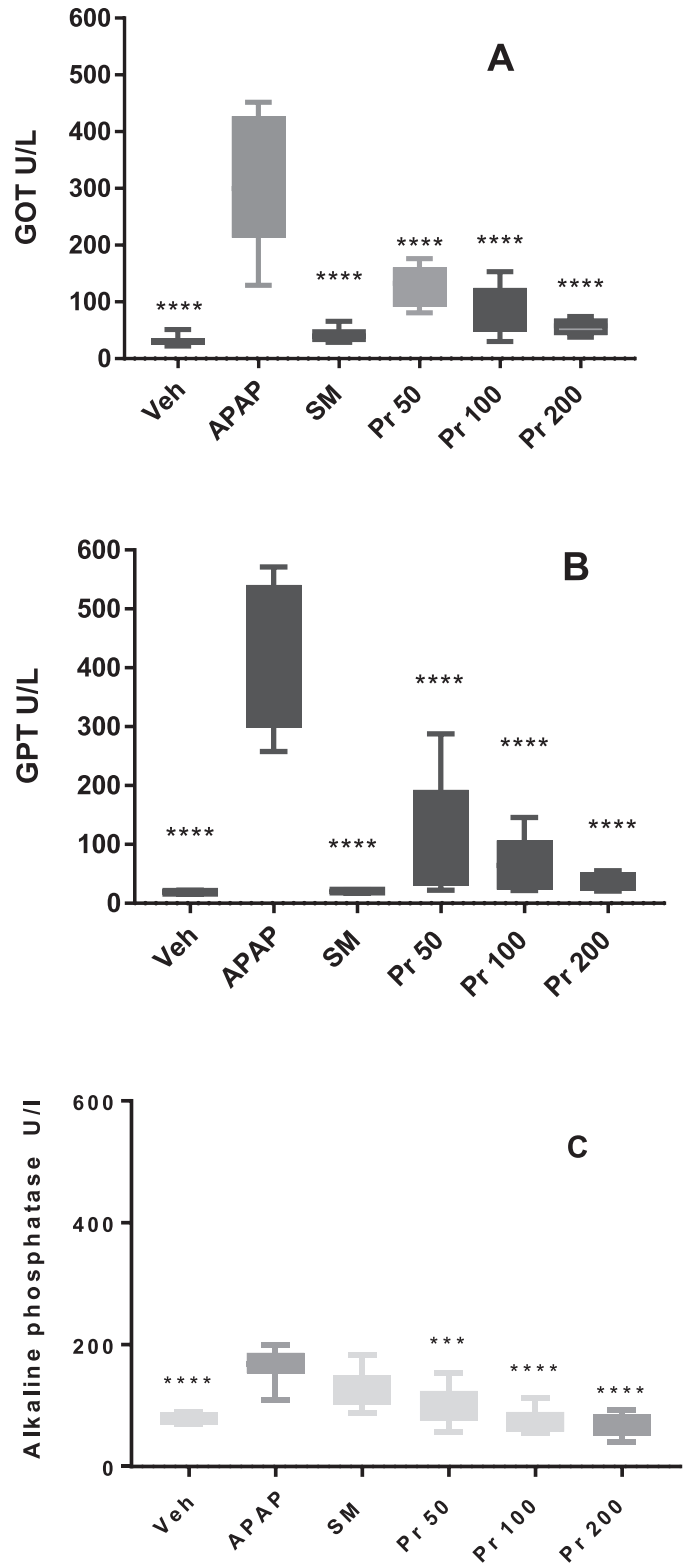 A
GOT U/L
600
500
400
300
200
100
0
****
****
****
****
****
Veh
APAP
SM
Pr 50
Pr 100
Pr 200
B
GPT U/L
600
500
400
300
200
100
0
****
****
****
****
****
Veh
APAP
SM
Pr 50
Pr 100
Pr 200
C
Alkaline phosphatase U/l
600
400
200
0
****
***
****
****
Veh
APAP
SM
Pr 50
Pr 100
Pr 200